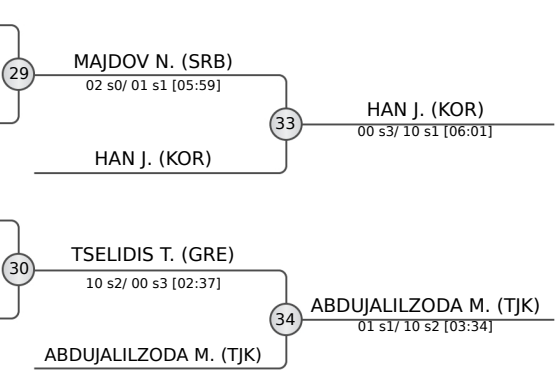 MAJDOV N. (SRB)
29
02 s0/ 01 s1 [05:59]
HAN J. (KOR)
33
00 s3/ 10 s1 [06:01]
HAN J. (KOR)
TSELIDIS T. (GRE)
30
10 s2/ 00 s3 [02:37]
ABDUJALILZODA M. (TJK)
34
01 s1/ 10 s2 [03:34]
ABDUJALILZODA M. (TJK)